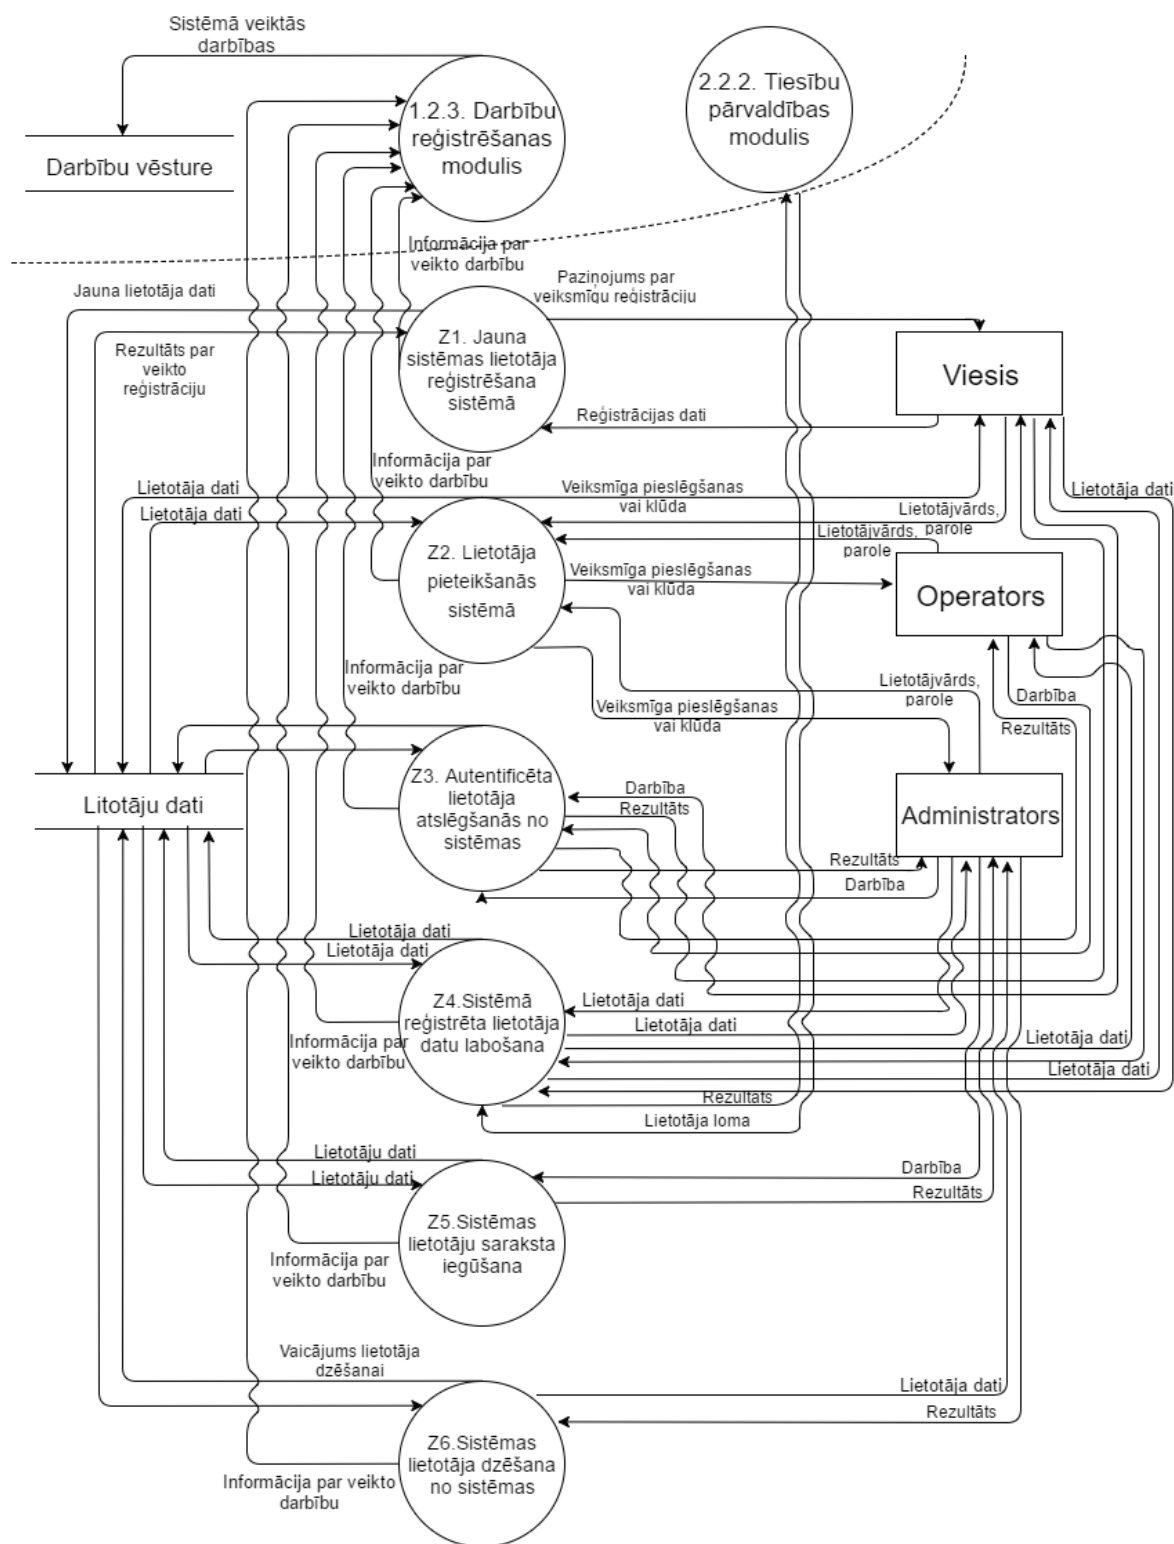 Sistēmā veiktās
darbības
1.2.3. Darbību
reģistrēšanas
modulis
2.2.2. Tiesību
pārvaldības
modulis
Darbību vēsture
Informācija par
veikto darbību
Jauna lietotāja dati
Paziņojums par
veiksmīgu reģistrāciju
Rezultāts par
veikto
reģistrāciju
Z1. Jauna
sistēmas lietotāja
reģistrēšana
sistēmā
Viesis
Reģistrācijas dati
Informācija par
veikto darbību
Lietotāja dati
Lietotāja dati
Veiksmīga pieslēgšanas
vai klūda
Lietotāja dati
Lietotājvārds,
parole
Lietotājvārds,
parole
Z2. Lietotāja
pieteikšanās
sistēmā
Veiksmīga pieslēgšanas
vai klūda
Operators
Informācija par
veikto darbību
Lietotājvārds,
parole
Darbība
Rezultāts
Veiksmīga pieslēgšanas
vai klūda
Litotāju dati
Z3. Autentificēta
lietotāja
atslēgšanās no
sistēmas
Darbība
Rezultāts
Administrators
Rezultāts
Darbība
Lietotāja dati
Lietotāja dati
Z4.Sistēmā
reģistrēta lietotāja
datu labošana
Informācija par
veikto darbību
Lietotāja dati
Lietotāja dati
Lietotāja dati
Lietotāja dati
Rezultāts
Lietotāja loma
Lietotāju dati
Lietotāju dati
Darbība
Rezultāts
Z5.Sistēmas
lietotāju saraksta
iegūšana
Informācija par
veikto darbību
Vaicājums lietotāja
dzēšanai
Lietotāja dati
Rezultāts
Z6.Sistēmas
lietotāja dzēšana
no sistēmas
Informācija par veikto
darbību